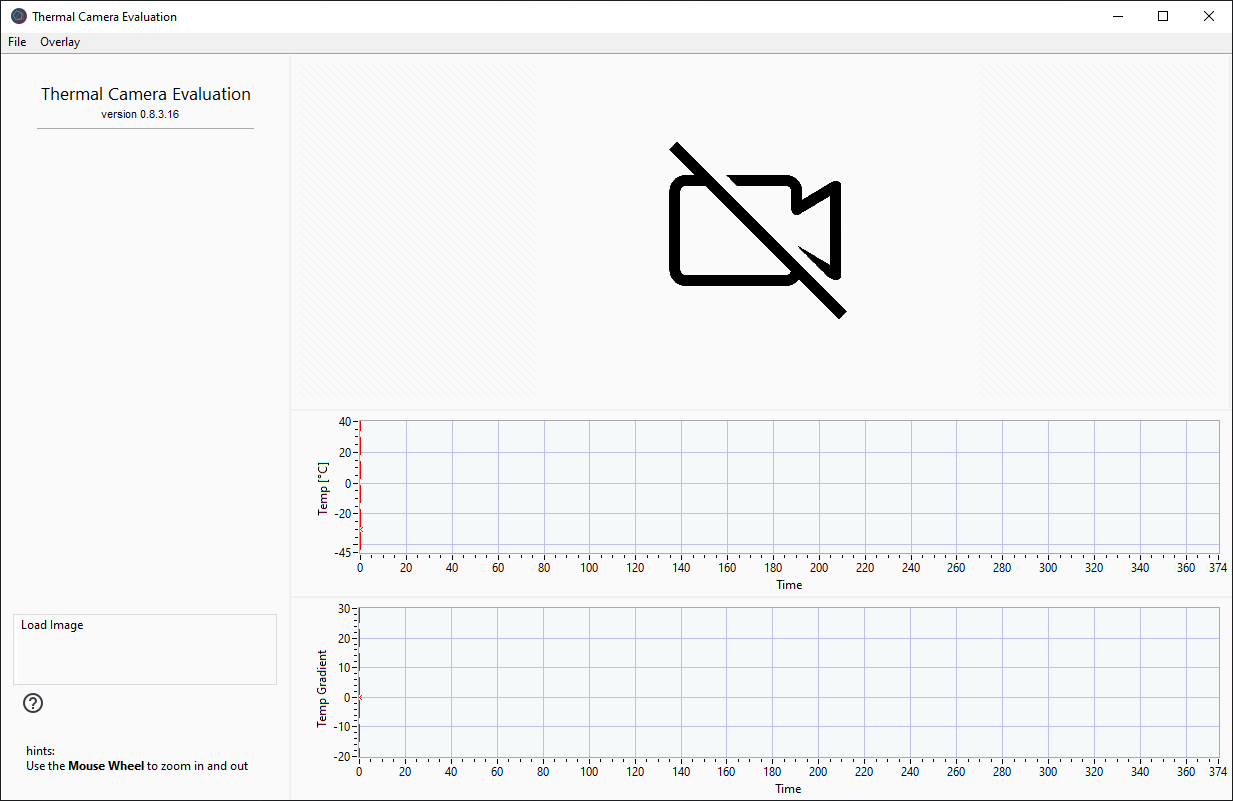 Thermal Camera Evaluation
File Overlay
Thermal Camera Evaluation
version 0.8.3.16
Load Image
?
hints:
Use the Mouse Wheel to zoom in and out
Temp [°C]
40
20
0
-20
-45
0 20 40 60 80 100 120 140 160 180 200 220 240 260 280 300 320 340 360 374
Time
Temp Gradient
30
20
10
0
-10
-20
0 20 40 60 80 100 120 140 160 180 200 220 240 260 280 300 320 340 360 374
Time